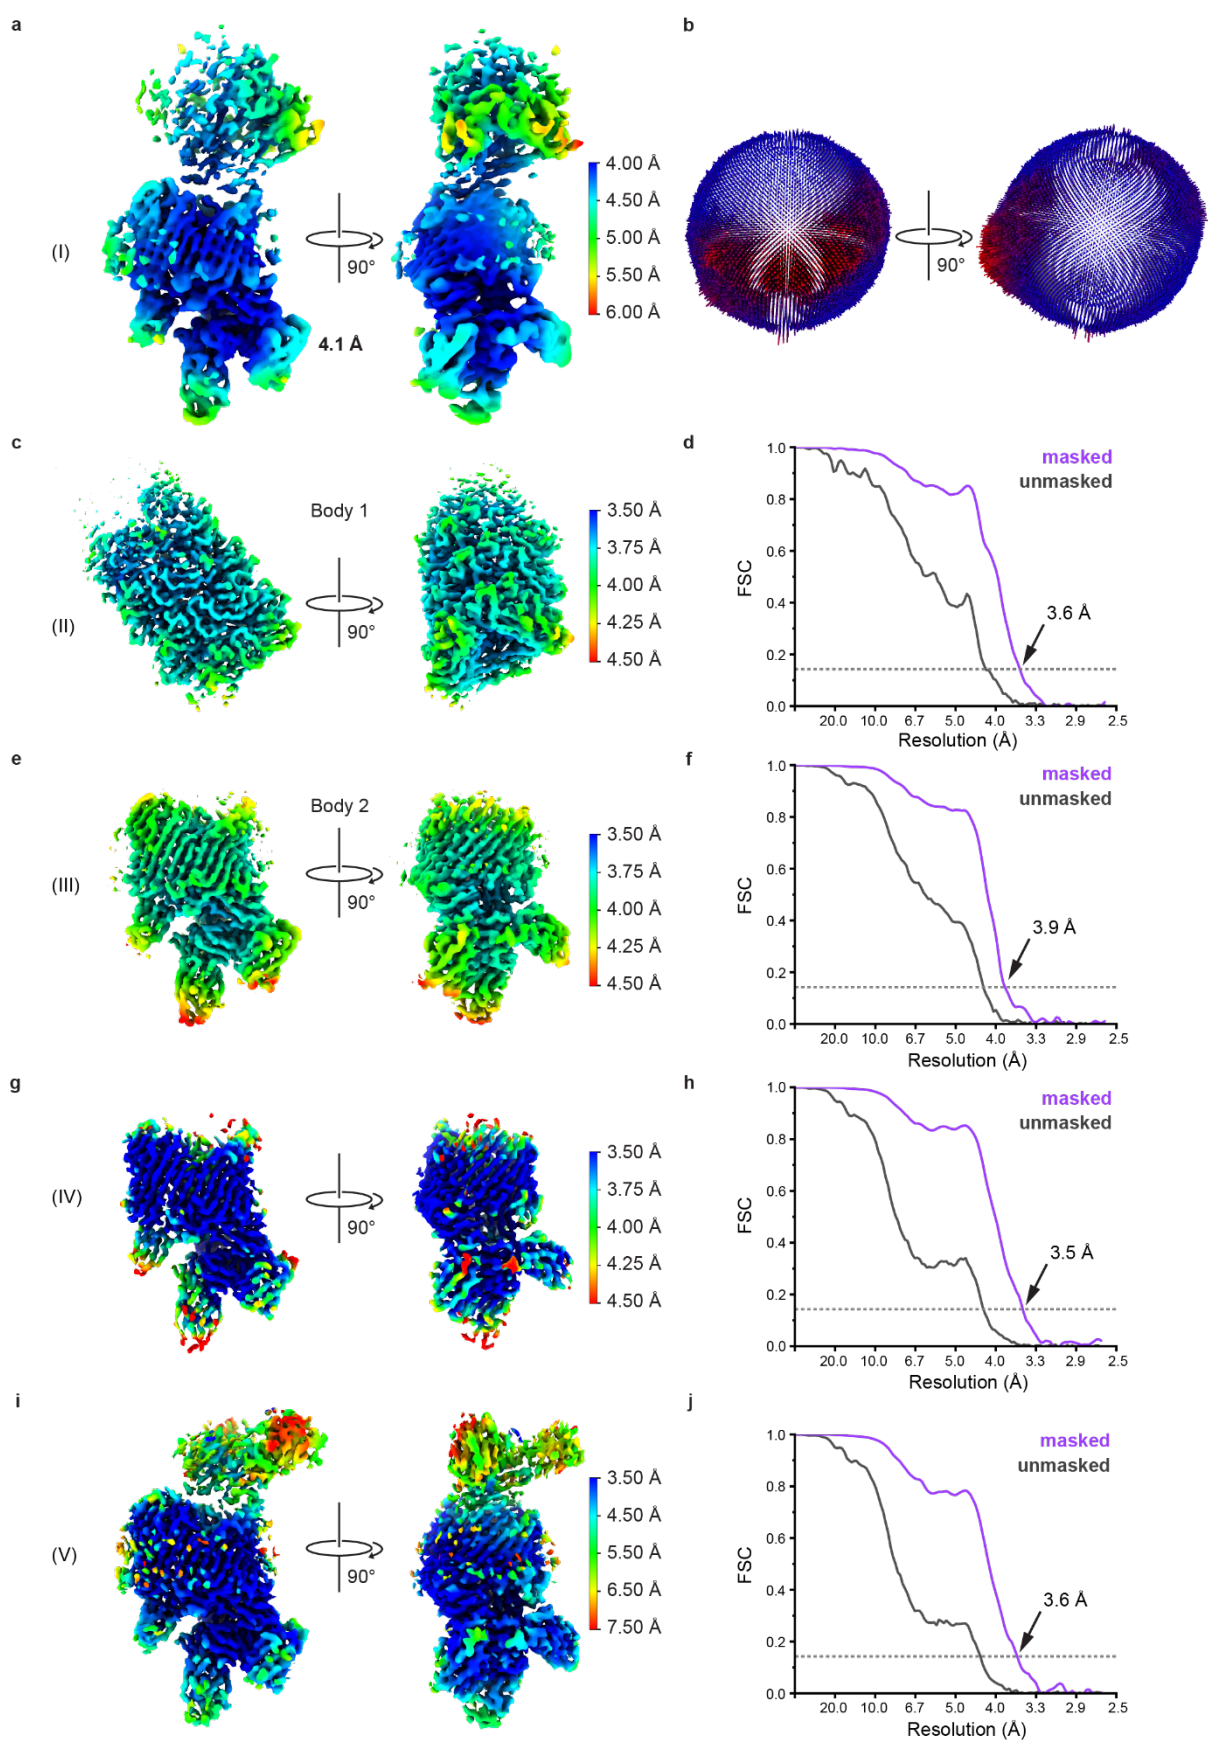 a
b
(I)
90°
4.00 Å
4.50 Å
5.00 Å
5.50 Å
6.00 Å
4.1 Å
90°
c
Body 1
(II)
90°
3.50 Å
3.75 Å
4.00 Å
4.25 Å
4.50 Å
d
masked
unmasked
1.0
0.8
0.6
0.4
0.2
0.0
FSC
3.6 Å
20.0 10.0 6.7 5.0 4.0 3.3 2.9 2.5
Resolution (Å)
e
Body 2
(III)
90°
3.50 Å
3.75 Å
4.00 Å
4.25 Å
4.50 Å
f
masked
unmasked
1.0
0.8
0.6
0.4
0.2
0.0
FSC
3.9 Å
20.0 10.0 6.7 5.0 4.0 3.3 2.9 2.5
Resolution (Å)
g
(IV)
90°
3.50 Å
3.75 Å
4.00 Å
4.25 Å
4.50 Å
h
masked
unmasked
1.0
0.8
0.6
0.4
0.2
0.0
FSC
3.5 Å
20.0 10.0 6.7 5.0 4.0 3.3 2.9 2.5
Resolution (Å)
i
(V)
90°
3.50 Å
4.50 Å
5.50 Å
6.50 Å
7.50 Å
j
masked
unmasked
1.0
0.8
0.6
0.4
0.2
0.0
FSC
3.6 Å
20.0 10.0 6.7 5.0 4.0 3.3 2.9 2.5
Resolution (Å)